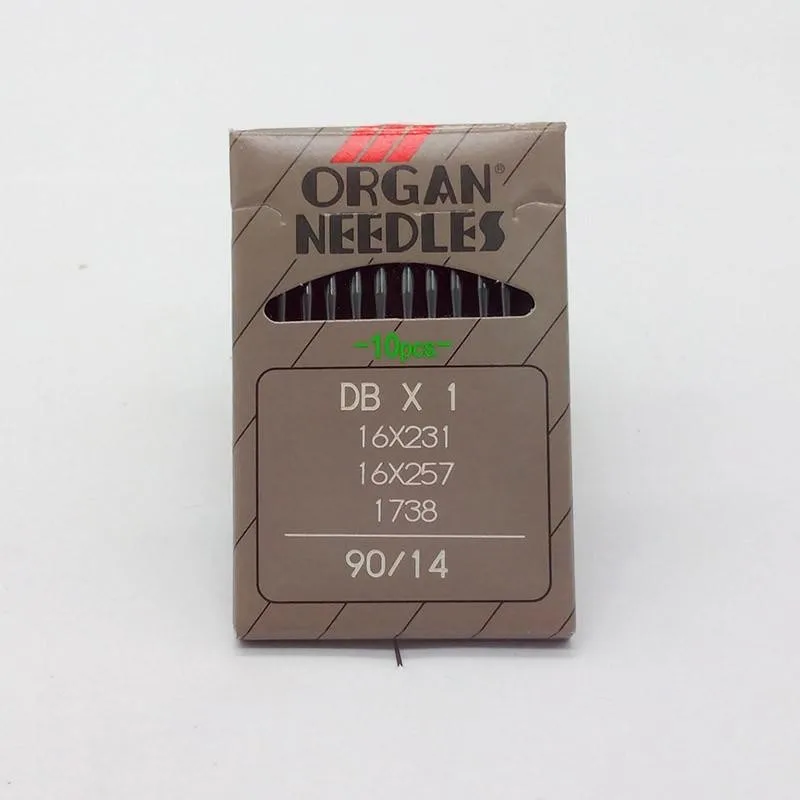 ORGAN®
NEEDLES
-10pcs-
DB X 1
16X231
16X257
1738
90/14